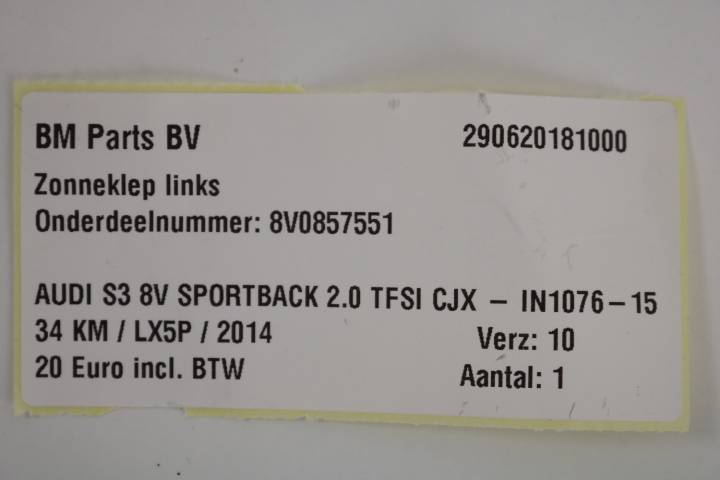 BM Parts BV 290620181000
Zonneklep links
Onderdeelnummer: 8V0857551
AUDI S3 8V SPORTBACK 2.0 TFSI CJX – IN1076–15
34 KM / LX5P / 2014 Verz: 10
20 Euro incl. BTW Aantal: 1